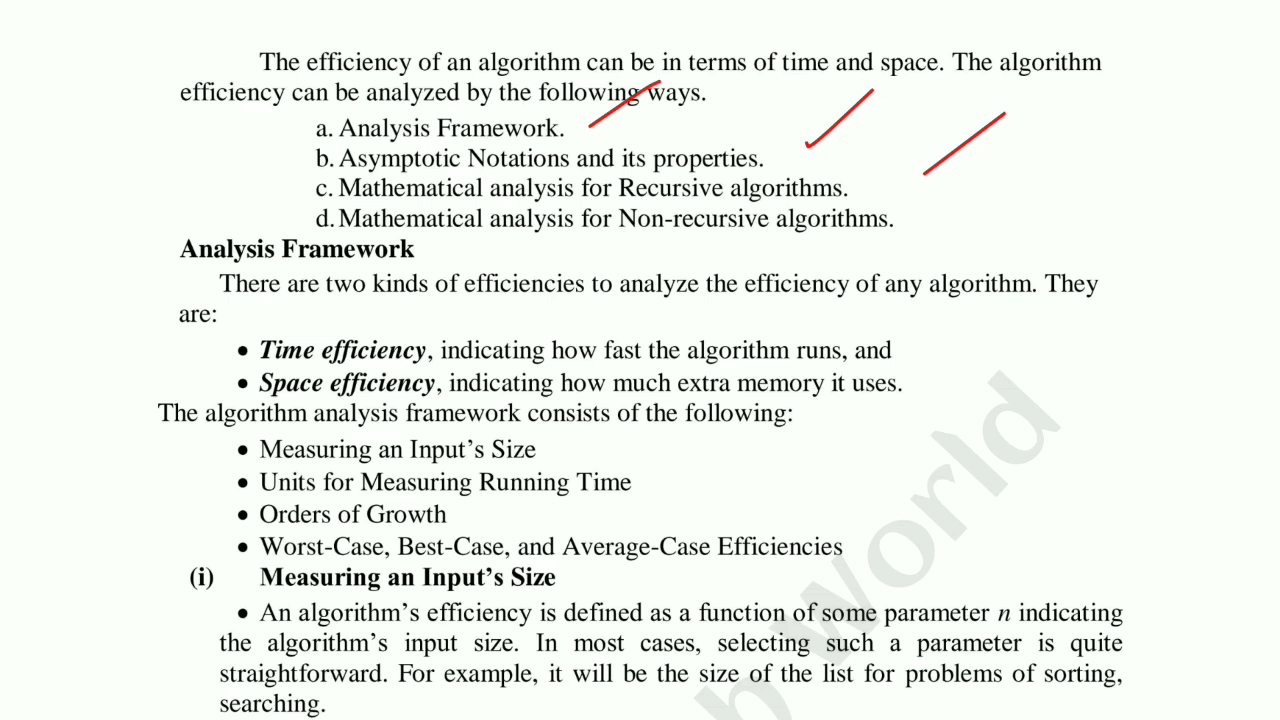 The efficiency of an algorithm can be in terms of time and space. The algorithm
efficiency can be analyzed by the following ways.
a. Analysis Framework.
b. Asymptotic Notations and its properties.
c. Mathematical analysis for Recursive algorithms.
d. Mathematical analysis for Non-recursive algorithms.
Analysis Framework
There are two kinds of efficiencies to analyze the efficiency of any algorithm. They
are:
• Time efficiency, indicating how fast the algorithm runs, and
• Space efficiency, indicating how much extra memory it uses.
The algorithm analysis framework consists of the following:
• Measuring an Input’s Size
• Units for Measuring Running Time
• Orders of Growth
• Worst-Case, Best-Case, and Average-Case Efficiencies
(i) Measuring an Input’s Size
• An algorithm’s efficiency is defined as a function of some parameter n indicating
the algorithm’s input size. In most cases, selecting such a parameter is quite
straightforward. For example, it will be the size of the list for problems of sorting,
searching.
world